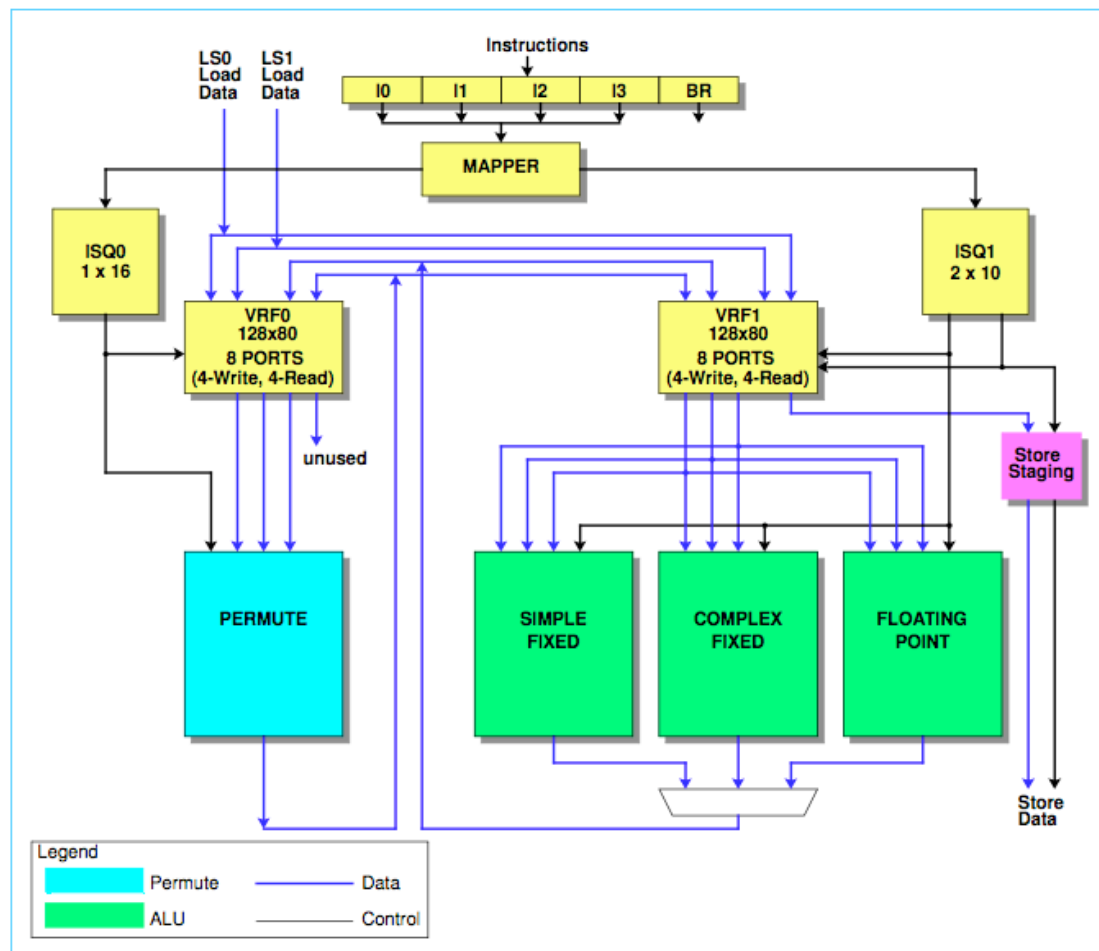 Instructions
LS0
Load
Data
LS1
Load
Data
I0
I1
I2
I3
BR
MAPPER
ISQ0
1 x 16
ISQ1
2 x 10
VRF0
128x80
8 PORTS
(4-Write, 4-Read)
VRF1
128x80
8 PORTS
(4-Write, 4-Read)
unused
Store
Staging
PERMUTE
SIMPLE
FIXED
COMPLEX
FIXED
FLOATING
POINT
Store
Data
Legend
Permute
Data
ALU
Control